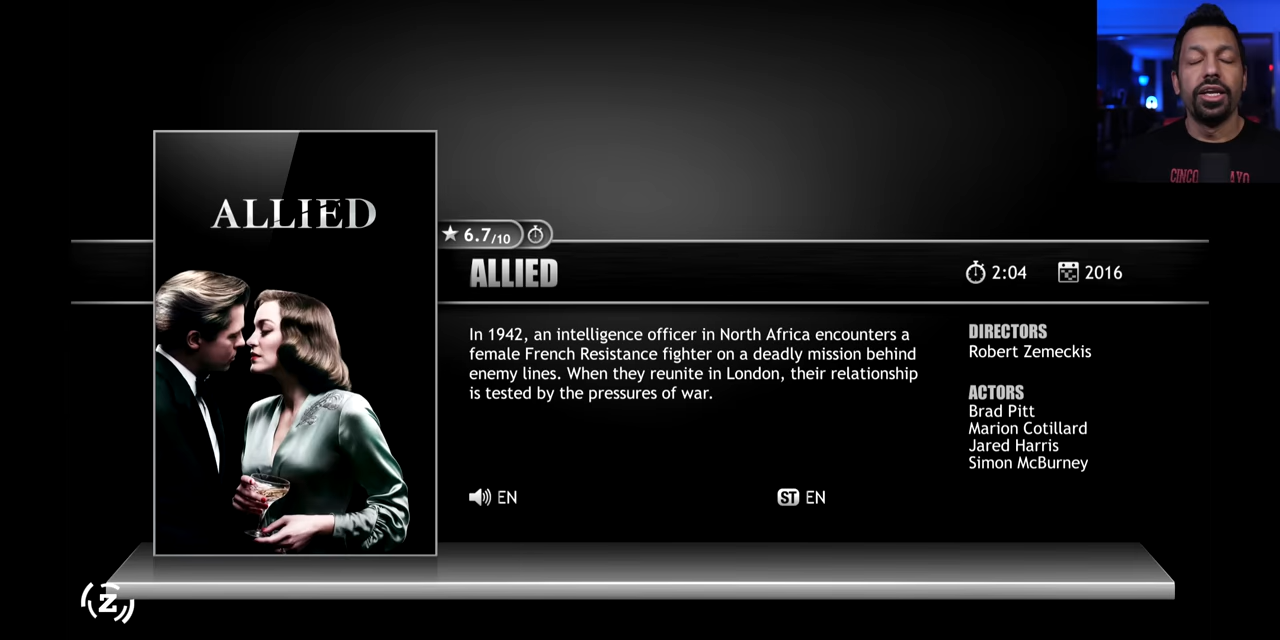 ALLIED
6.7/10
ALLIED
2:04
2016
In 1942, an intelligence officer in North Africa encounters a
female French Resistance fighter on a deadly mission behind
enemy lines. When they reunite in London, their relationship
is tested by the pressures of war.
DIRECTORS
Robert Zemeckis
ACTORS
Brad Pitt
Marion Cotillard
Jared Harris
Simon McBurney
EN
ST EN
z